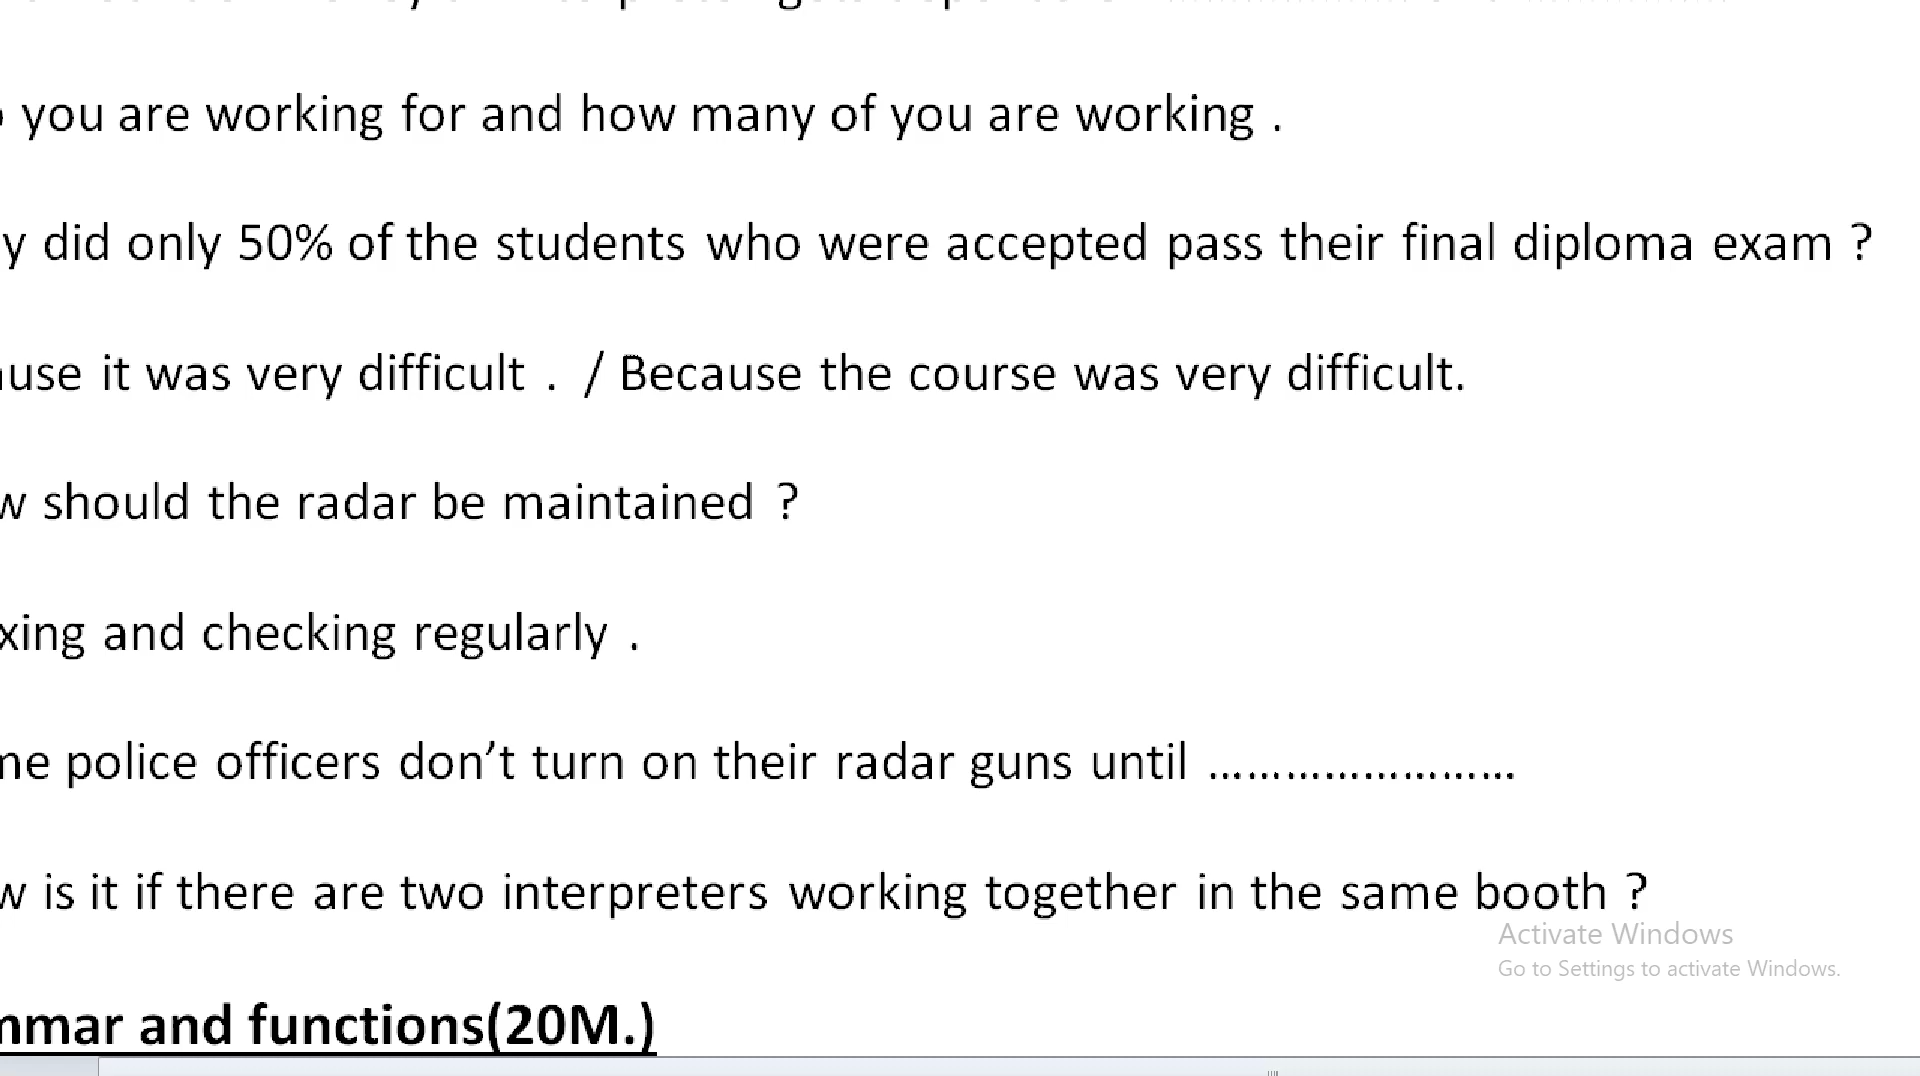 you are working for and how many of you are working .
y did only 50% of the students who were accepted pass their final diploma exam ?
use it was very difficult . / Because the course was very difficult.
w should the radar be maintained ?
xing and checking regularly .
me police officers don’t turn on their radar guns until ........................
w is it if there are two interpreters working together in the same booth ?
Activate Windows
Go to Settings to activate Windows.
mmar and functions(20M.)